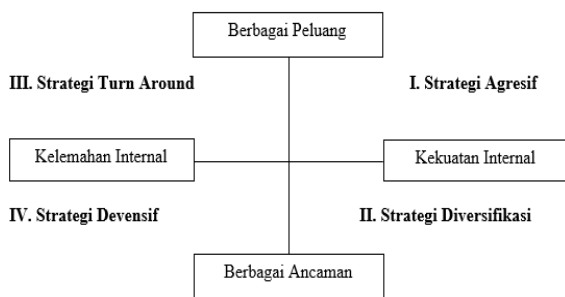 Berbagai Peluang
III. Strategi Turn Around
I. Strategi Agresif
Kelemahan Internal
Kekuatan Internal
IV. Strategi Devensif
II. Strategi Diversifikasi
Berbagai Ancaman